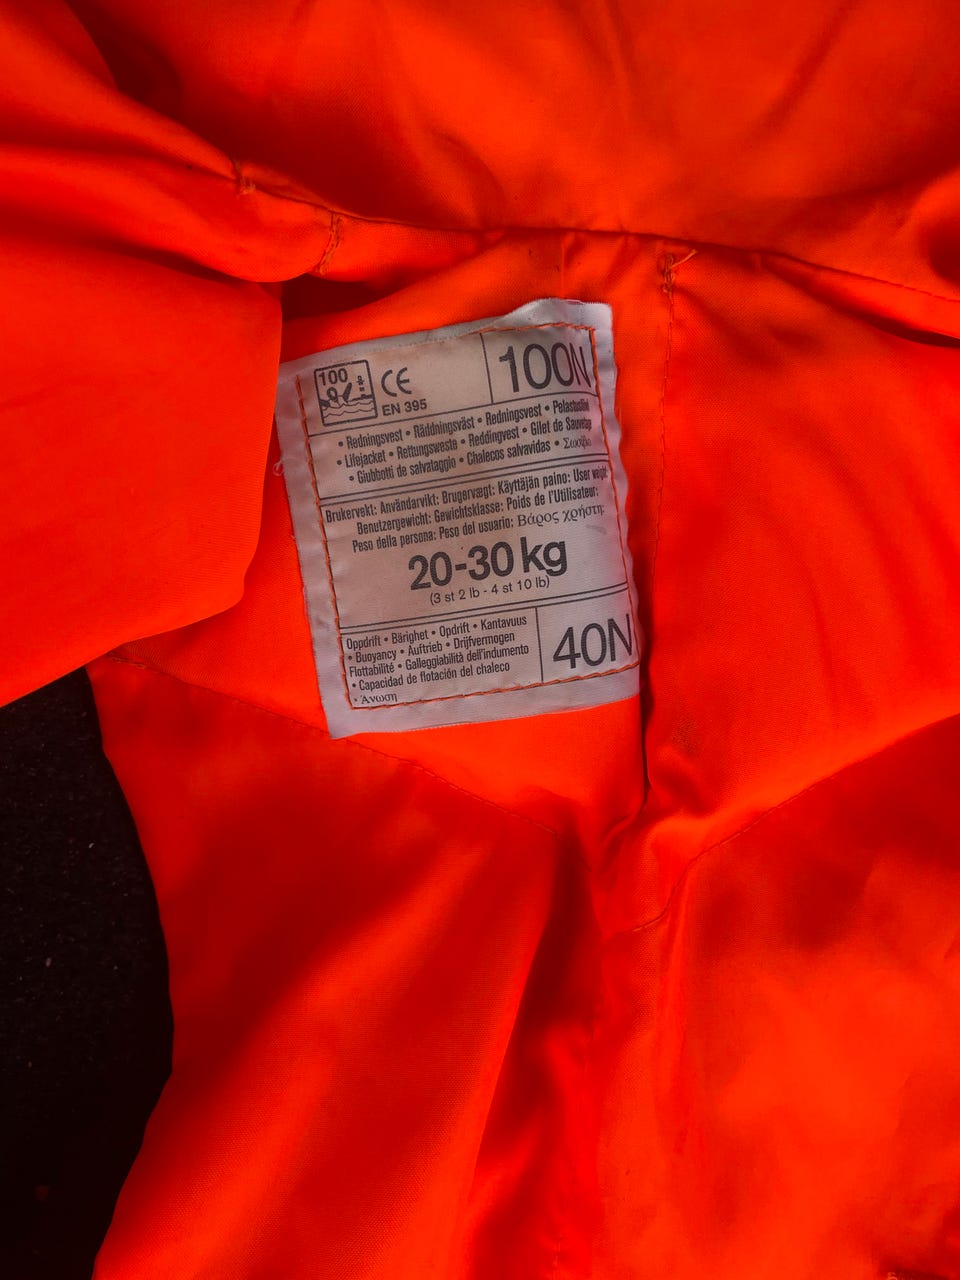 100
CE
EN 395
100N
• Redningsvest • Räddningsväst • Redningsvest • Pelastusliivi
• Lifejacket • Rettungsweste • Reddingvest • Gilet de Sauvetage
• Giubbotti de salvataggio • Chalecos salvavidas •
Brukervekt: Användarvikt: Brugervægt: Käyttäjän paino: User weight
Benutzergewicht: Gewichtsklasse: Poids de l'Utilisateur:
Peso della persona: Peso del usuario: Βάρος χρήστη:
20-30 kg
(3 st 2 lb - 4 st 10 lb)
Oppdrift • Bärighet • Opdrift • Kantavuus
• Buoyancy • Auftrieb • Drijfvermogen
Flottabilité • Galleggiabilità dell'indumento
• Capacidad de flotación del chaleco
• Άνωση
40N